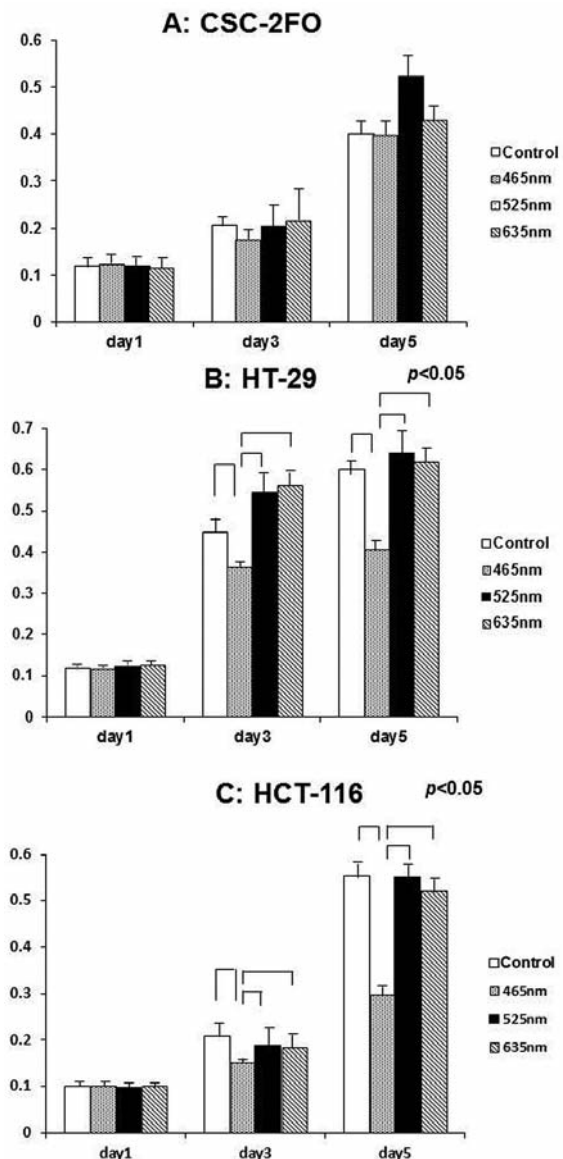 A: CSC-2FO
0.6
0.5
0.4
0.3
0.2
0.1
0
day1 day3 day5
Control
465nm
525nm
635nm
B: HT-29
p<0.05
0.7
0.6
0.5
0.4
0.3
0.2
0.1
0
day1 day3 day5
Control
465nm
525nm
635nm
C: HCT-116
p<0.05
0.6
0.5
0.4
0.3
0.2
0.1
0
day1 day3 day5
Control
465nm
525nm
635nm